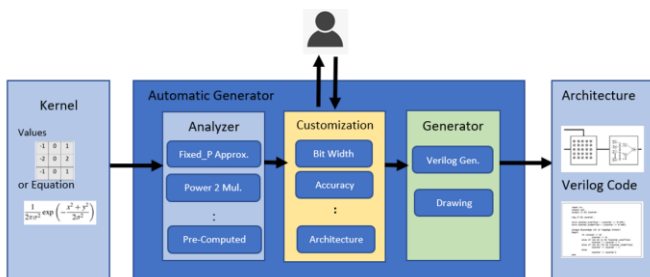 Kernel
Values
-1 0 1
-2 0 2
-1 0 1
or Equation
1/(2πσ²) exp(−(x² + y²)/(2σ²))
Automatic Generator
Analyzer
Fixed_P Approx.
Power 2 Mul.
:
Pre-Computed
Customization
Bit Width
Accuracy
:
Architecture
Generator
Verilog Gen.
Drawing
Architecture
Verilog Code